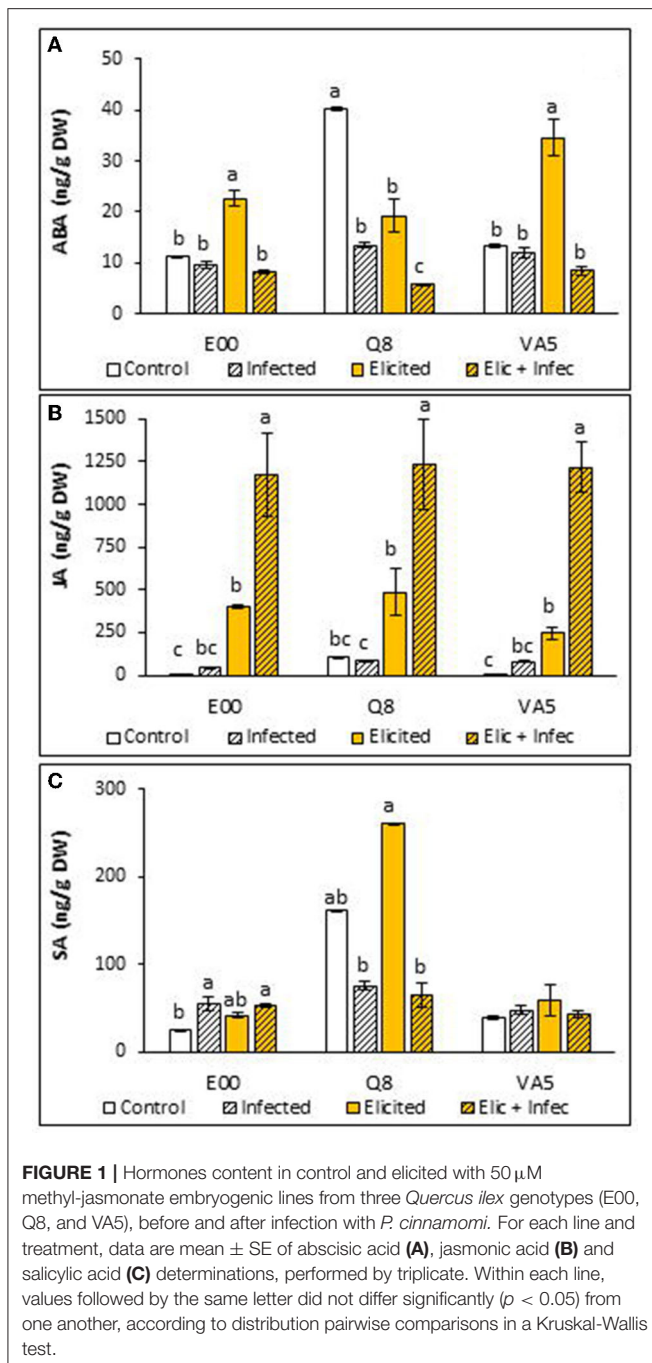 A
50
a
40
a
30
a
b
20
b b
b b
b
10
b
c
0
ABA (ng/g DW)
E00 Q8 VA5
Control Infected Elicited Elic + Infec
B
1500
a a a
1250
1000
750
b
500
b
b
250
c bc bc c c bc
0
JA (ng/g DW)
E00 Q8 VA5
Control Infected Elicited Elic + Infec
C
300
a
200
ab
100
b a ab a b b
0
SA (ng/g DW)
E00 Q8 VA5
Control Infected Elicited Elic + Infec
FIGURE 1 | Hormones content in control and elicited with 50 μM
methyl-jasmonate embryogenic lines from three Quercus ilex genotypes (E00,
Q8, and VA5), before and after infection with P. cinnamomi. For each line and
treatment, data are mean ± SE of abscisic acid (A), jasmonic acid (B) and
salicylic acid (C) determinations, performed by triplicate. Within each line,
values followed by the same letter did not differ significantly (p < 0.05) from
one another, according to distribution pairwise comparisons in a Kruskal-Wallis
test.